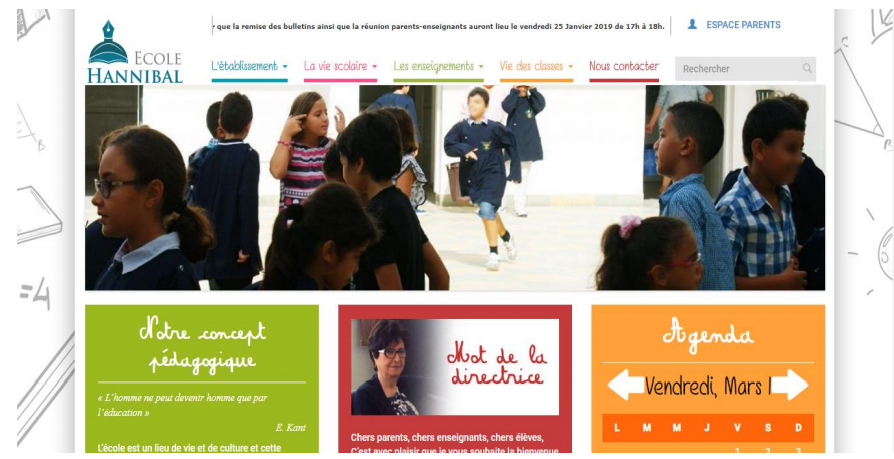 que la remise des bulletins ainsi que la réunion parents-enseignants auront lieu le vendredi 25 Janvier 2019 de 17h à 18h.
ESPACE PARENTS
ECOLE
HANNIBAL
L'établissement
La vie scolaire
Les enseignements
Vie des classes
Nous contacter
Rechercher
=4
Notre concept
pédagogique
« L'homme ne peut devenir homme que par
l'éducation »
E. Kant
L'école est un lieu de vie et de culture et cette
Mot de la
directrice
Chers parents, chers enseignants, chers élèves,
C'est avec plaisir que je vous souhaite la bienvenue
Agenda
Vendredi, Mars 1
L M M J V S D
1 2 3